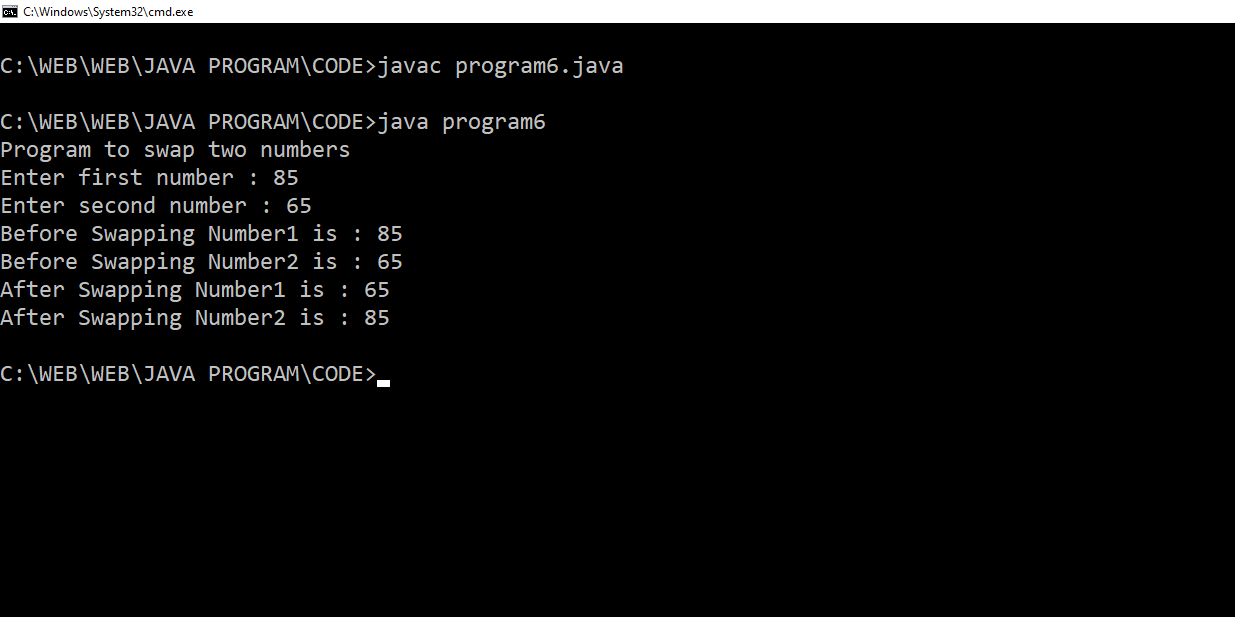 C:\Windows\System32\cmd.exe
C:\WEB\WEB\JAVA PROGRAM\CODE>javac program6.java
C:\WEB\WEB\JAVA PROGRAM\CODE>java program6
Program to swap two numbers
Enter first number : 85
Enter second number : 65
Before Swapping Number1 is : 85
Before Swapping Number2 is : 65
After Swapping Number1 is : 65
After Swapping Number2 is : 85
C:\WEB\WEB\JAVA PROGRAM\CODE>